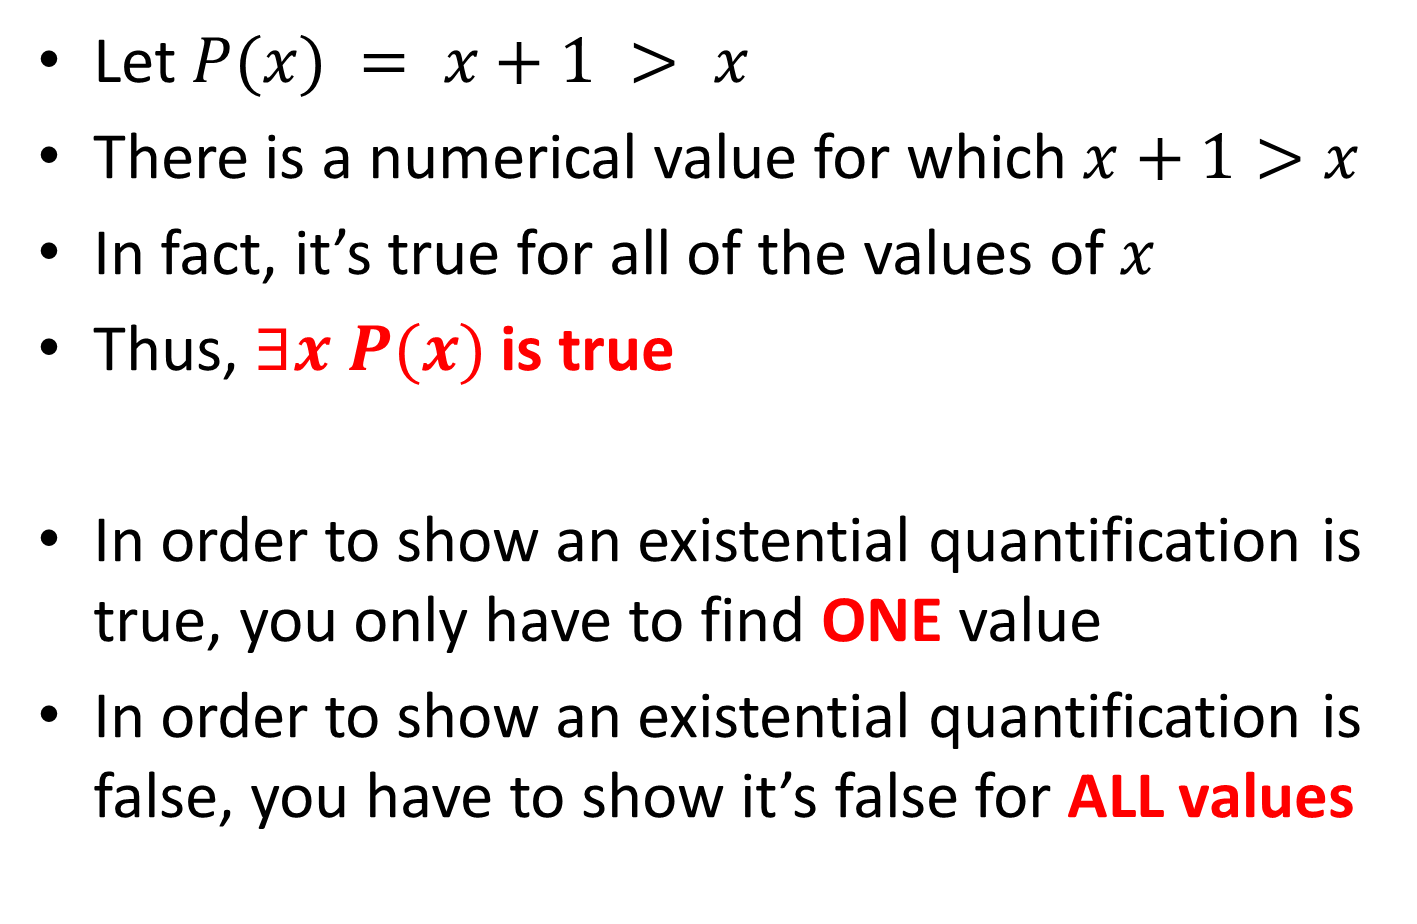 • Let 𝑃(𝑥) = 𝑥 + 1 > 𝑥
• There is a numerical value for which 𝑥 + 1 > 𝑥
• In fact, it’s true for all of the values of 𝑥
• Thus, ∃𝒙 𝑷(𝒙) is true
• In order to show an existential quantification is
true, you only have to find ONE value
• In order to show an existential quantification is
false, you have to show it’s false for ALL values